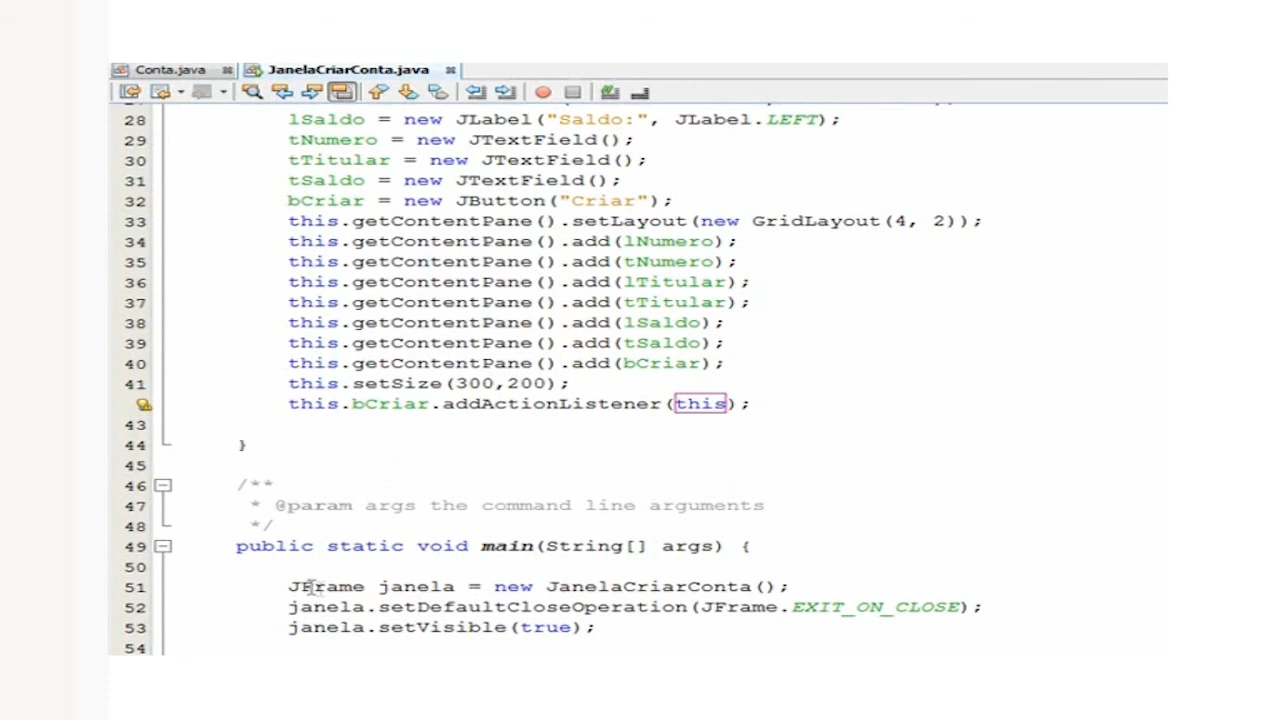 Conta.java JanelaCriarConta.java
28 lSaldo = new JLabel("Saldo:", JLabel.LEFT);
29 tNumero = new JTextField();
30 tTitular = new JTextField();
31 tSaldo = new JTextField();
32 bCriar = new JButton("Criar");
33 this.getContentPane().setLayout(new GridLayout(4, 2));
34 this.getContentPane().add(lNumero);
35 this.getContentPane().add(tNumero);
36 this.getContentPane().add(lTitular);
37 this.getContentPane().add(tTitular);
38 this.getContentPane().add(lSaldo);
39 this.getContentPane().add(tSaldo);
40 this.getContentPane().add(bCriar);
41 this.setSize(300,200);
this.bCriar.addActionListener(this);
43
44 }
45
46 /**
47 * @param args the command line arguments
48 */
49 public static void main(String[] args) {
50
51 JFrame janela = new JanelaCriarConta();
52 janela.setDefaultCloseOperation(JFrame.EXIT_ON_CLOSE);
53 janela.setVisible(true);
54